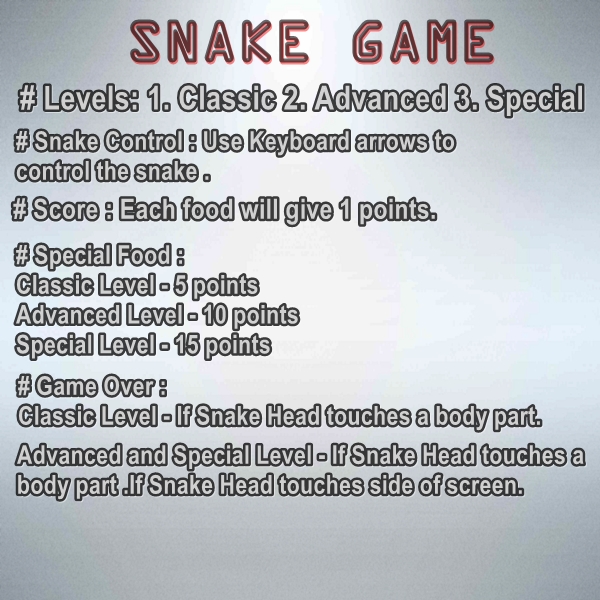 SNAKE GAME
# Levels: 1. Classic 2. Advanced 3. Special
# Snake Control : Use Keyboard arrows to
control the snake .
# Score : Each food will give 1 points.
# Special Food :
Classic Level - 5 points
Advanced Level - 10 points
Special Level - 15 points
# Game Over :
Classic Level - If Snake Head touches a body part.
Advanced and Special Level - If Snake Head touches a
body part .If Snake Head touches side of screen.